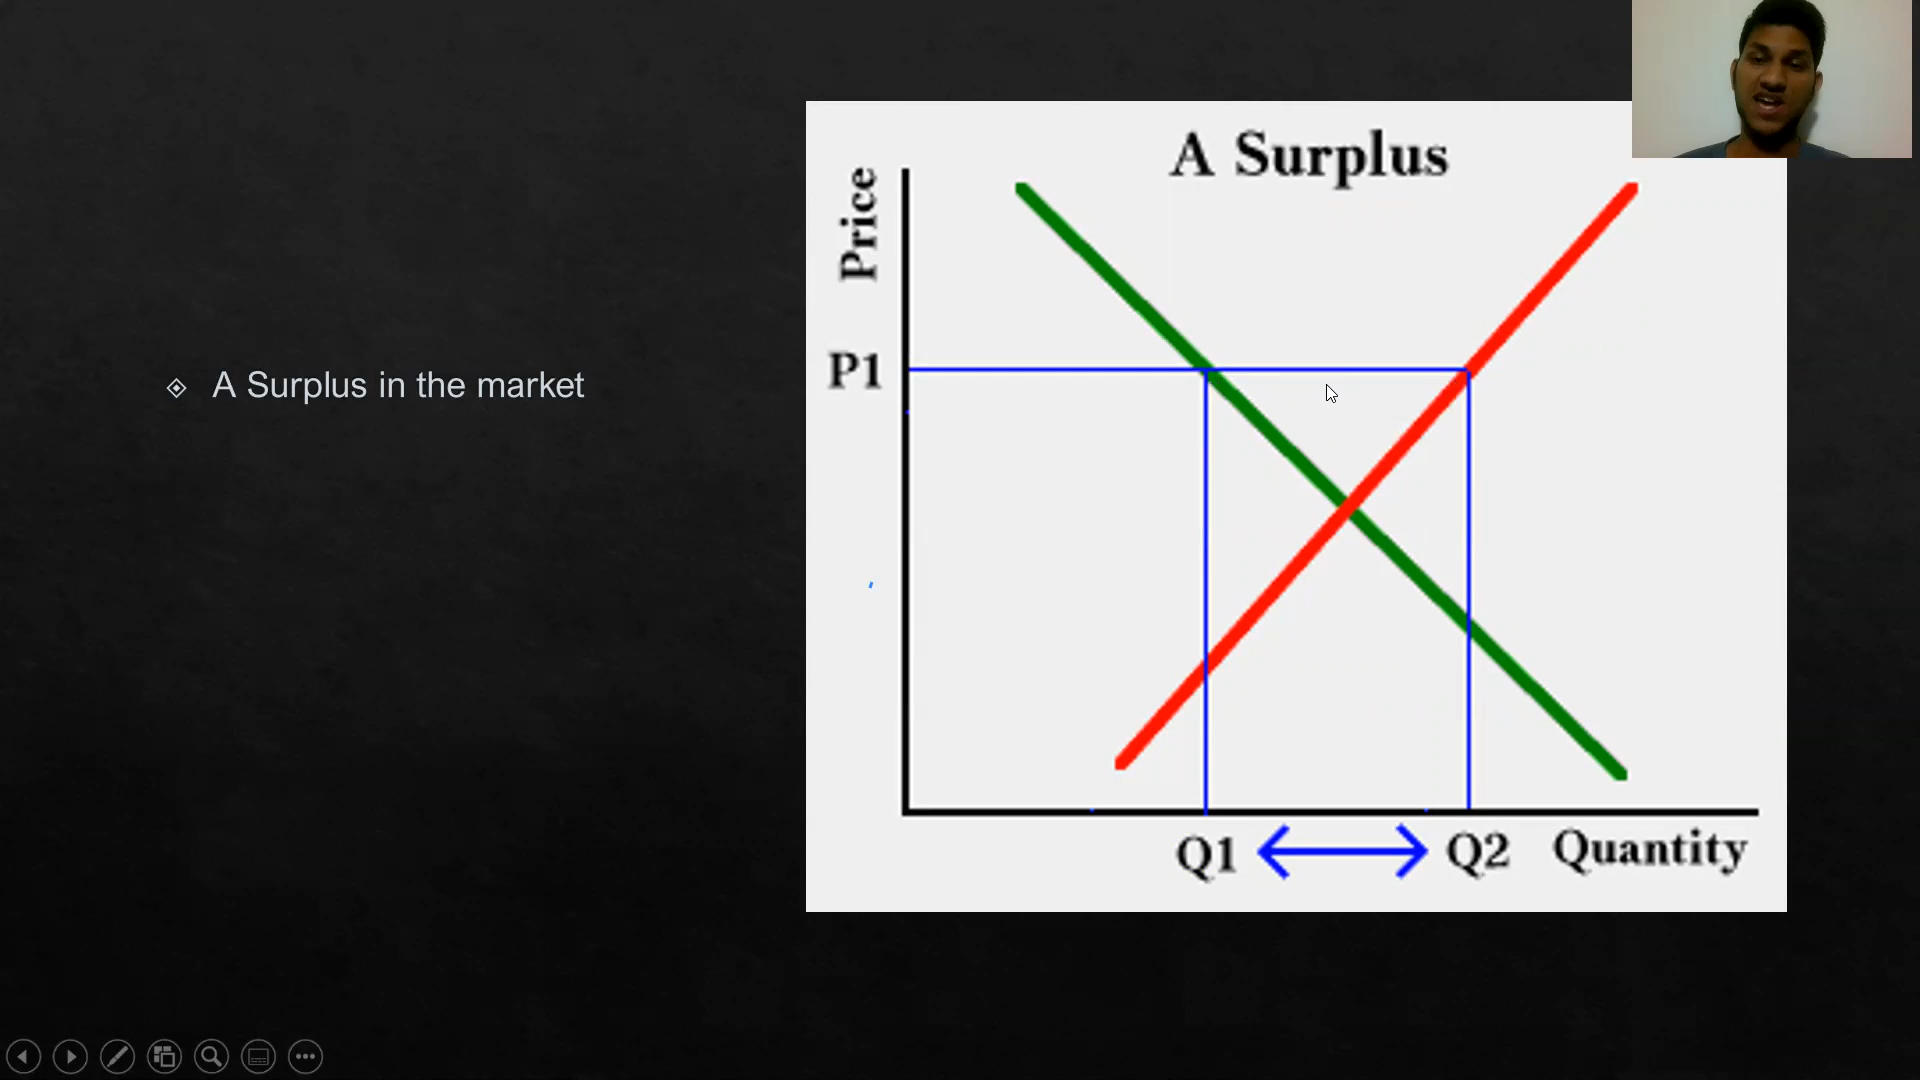 A Surplus in the market
A Surplus
Price
P1
Q1
Q2
Quantity